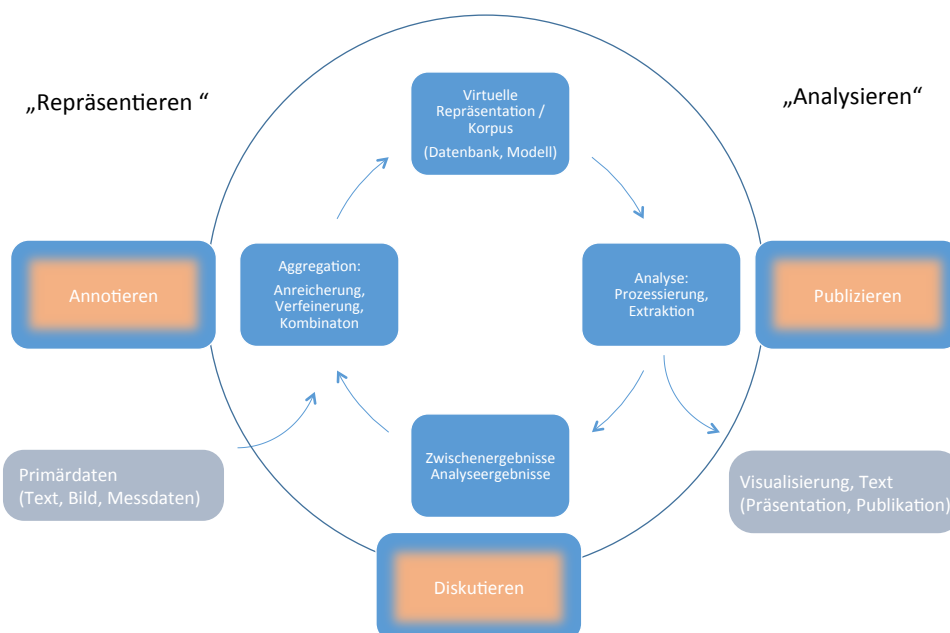 „Repräsentieren “
„Analysieren“
Virtuelle
Repräsentation /
Korpus
(Datenbank, Modell)
Annotieren
Aggregation:
Anreicherung,
Verfeinerung,
Kombinaton
Analyse:
Prozessierung,
Extraktion
Publizieren
Primärdaten
(Text, Bild, Messdaten)
Zwischenergebnisse
Analyseergebnisse
Visualisierung, Text
(Präsentation, Publikation)
Diskutieren